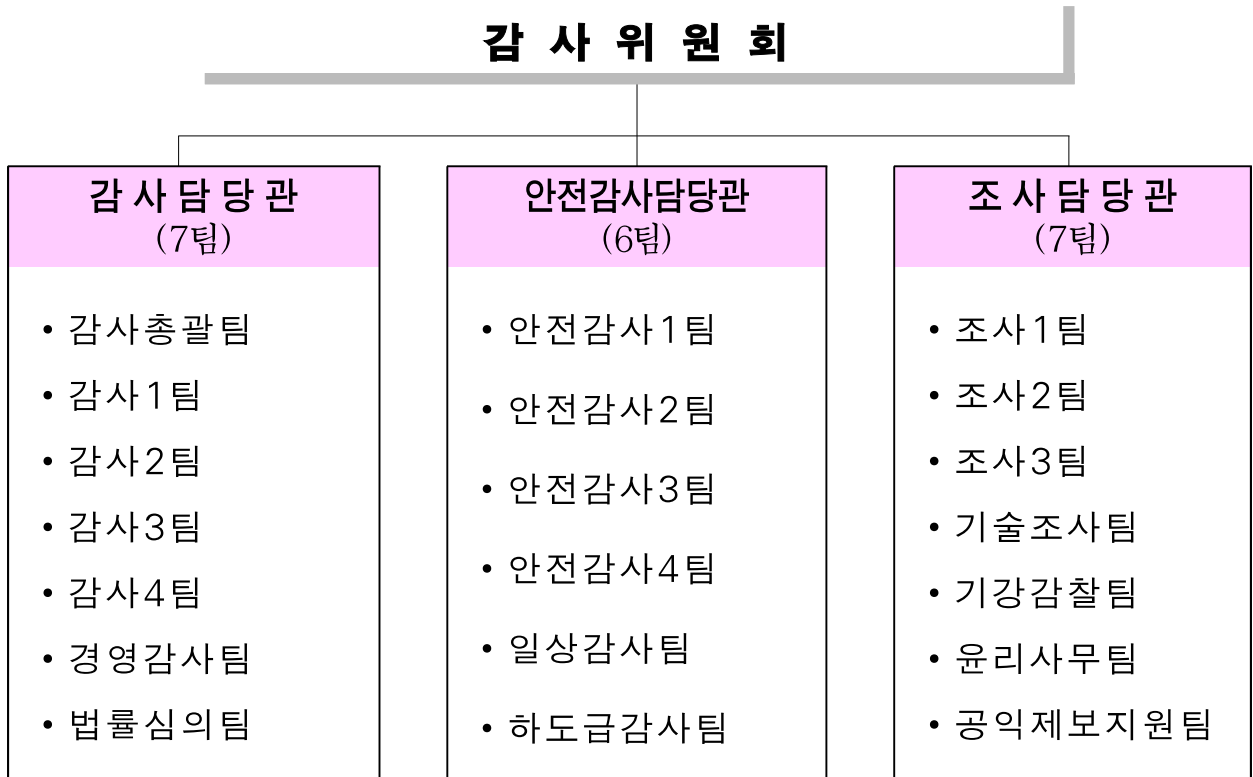 감 사 위 원 회
감 사 담 당 관
(7팀)
• 감사총괄팀
• 감사1팀
• 감사2팀
• 감사3팀
• 감사4팀
• 경영감사팀
• 법률심의팀
안전감사담당관
(6팀)
• 안전감사1팀
• 안전감사2팀
• 안전감사3팀
• 안전감사4팀
• 일상감사팀
• 하도급감사팀
조 사 담 당 관
(7팀)
• 조사1팀
• 조사2팀
• 조사3팀
• 기술조사팀
• 기강감찰팀
• 윤리사무팀
• 공익제보지원팀